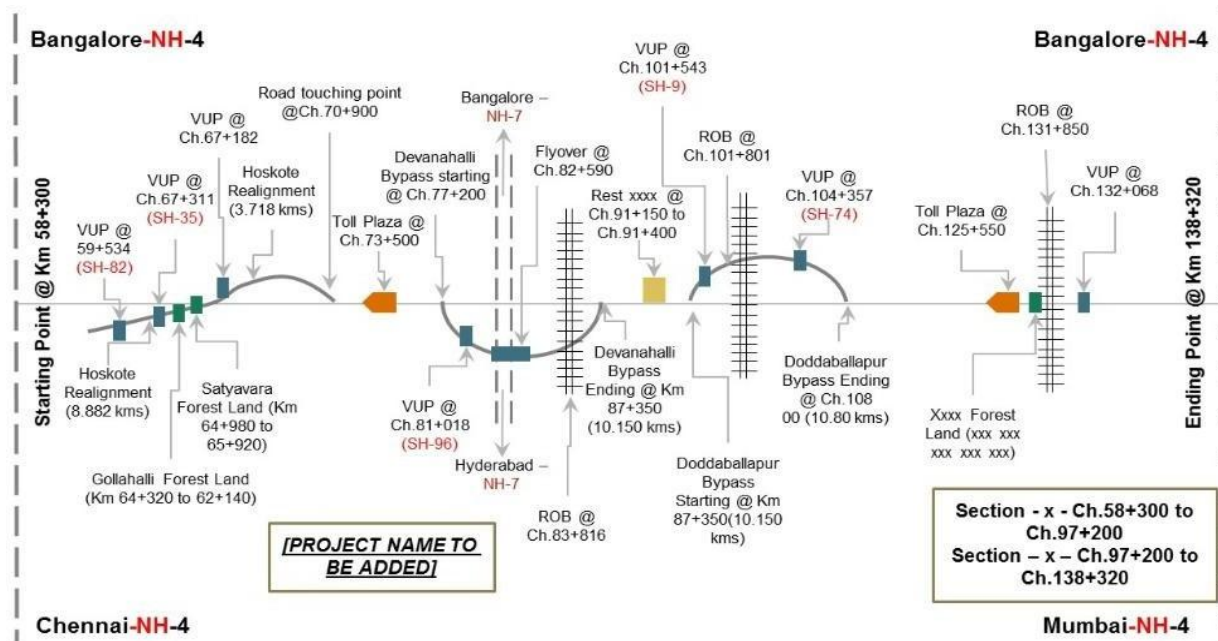 Bangalore-NH-4
Bangalore-NH-4
Starting Point @ Km 58+300
VUP @
59+534
(SH-82)
VUP @
Ch.67+311
(SH-35)
VUP @
Ch.67+182
Hoskote
Realignment
(3.718 kms)
Road touching point
@Ch.70+900
Toll Plaza @
Ch.73+500
Devanahalli
Bypass starting
@ Ch.77+200
Bangalore –
NH-7
Flyover @
Ch.82+590
Rest xxxx @
Ch.91+150 to
Ch.91+400
VUP @
Ch.101+543
(SH-9)
ROB @
Ch.101+801
VUP @
Ch.104+357
(SH-74)
Toll Plaza @
Ch.125+550
ROB @
Ch.131+850
VUP @
Ch.132+068
Ending Point @ Km 138+320
Hoskote
Realignment
(8.882 kms)
Gollahalli Forest Land
(Km 64+320 to 62+140)
Satyavara
Forest Land (Km
64+980 to
65+920)
VUP @
Ch.81+018
(SH-96)
Hyderabad –
NH-7
ROB @
Ch.83+816
Devanahalli
Bypass
Ending @ Km
87+350
(10.150 kms)
Doddaballapur
Bypass
Starting @ Km
87+350(10.150
kms)
Doddaballapur
Bypass Ending
@ Ch.108
00 (10.80 kms)
Xxxx Forest
Land (xxx xxx
xxx xxx xxx)
[PROJECT NAME TO
BE ADDED]
Section - x - Ch.58+300 to
Ch.97+200
Section – x – Ch.97+200 to
Ch.138+320
Chennai-NH-4
Mumbai-NH-4